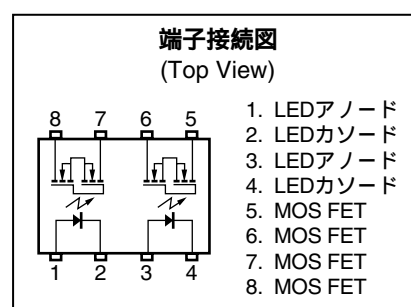 端子接続図
(Top View)
8 7 6 5
1 2 3 4
1. LEDアノード
2. LEDカソード
3. LEDアノード
4. LEDカソード
5. MOS FET
6. MOS FET
7. MOS FET
8. MOS FET